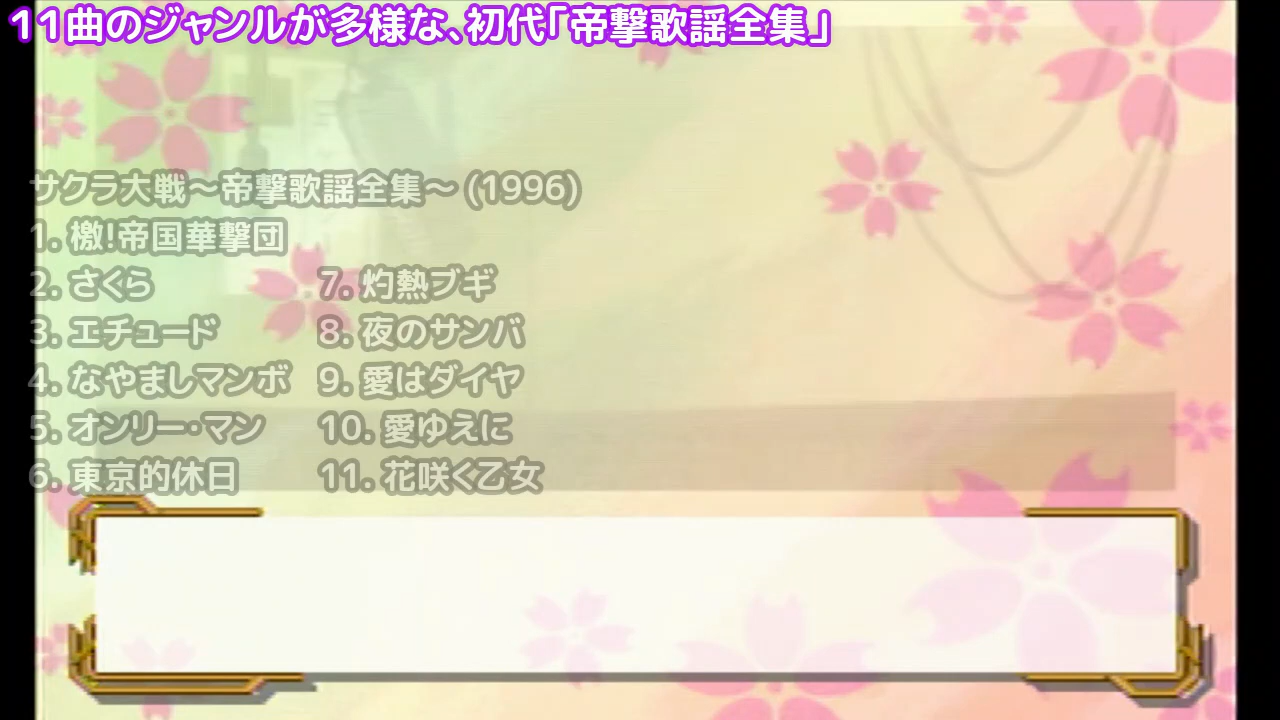 11曲のジャンルが多様な、初代「帝撃歌謡全集」
サクラ大戦～帝撃歌謡全集～ (1996)
1. 檄!帝国華撃団
2. さくら
3. エチュード
4. なやましマンボ
5. オンリー・マン
6. 東京的休日
7. 灼熱ブギ
8. 夜のサンバ
9. 愛はダイヤ
10. 愛ゆえに
11. 花咲く乙女